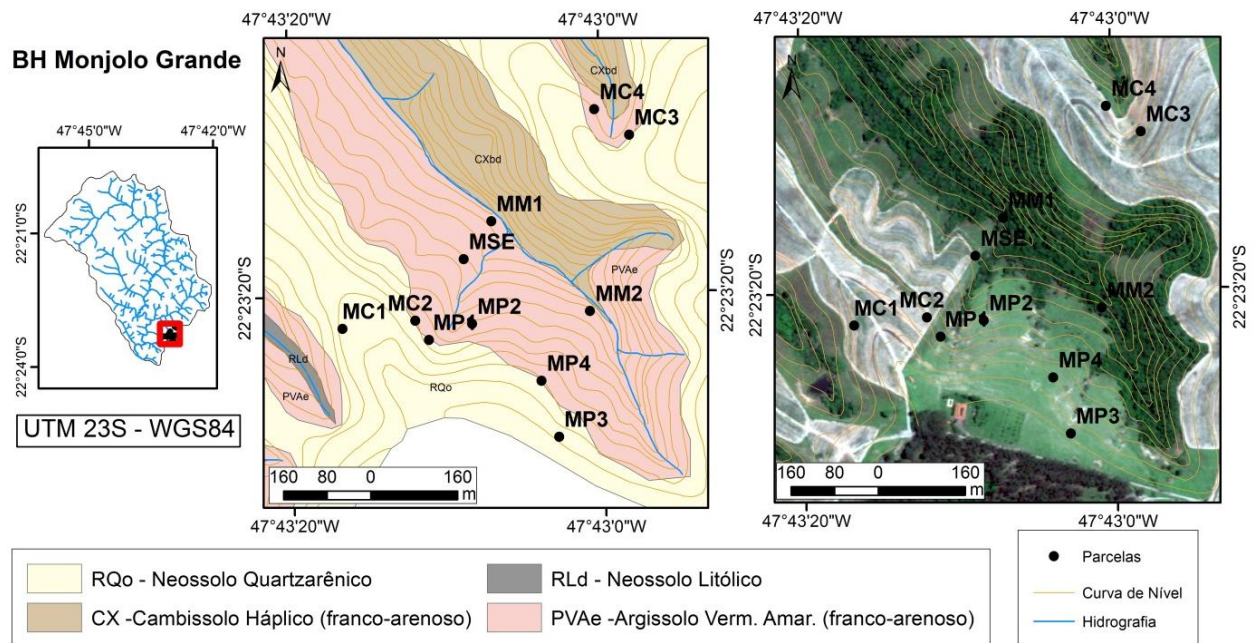 BH Monjolo Grande
47°45'0"W
47°42'0"W
22°21'0"S
22°24'0"S
UTM 23S - WGS84
47°43'20"W
47°43'0"W
N
CXbd
MC4
MC3
CXbd
MM1
MSE
PVAe
MM2
MC2
MP2
MC1
MP1
RLd
PVAe
RQo
MP4
MP3
22°23'20"S
22°23'20"S
160 80 0 160
m
47°43'20"W
47°43'0"W
47°43'20"W
47°43'0"W
N
MC4
MC3
MM1
MSE
MM2
MC2
MP2
MC1
MP1
MP4
MP3
22°23'20"S
160 80 0 160
m
47°43'20"W
47°43'0"W
RQo - Neossolo Quartzarênico
RLd - Neossolo Litólico
CX -Cambissolo Háplico (franco-arenoso)
PVAe -Argissolo Verm. Amar. (franco-arenoso)
Parcelas
Curva de Nível
Hidrografia